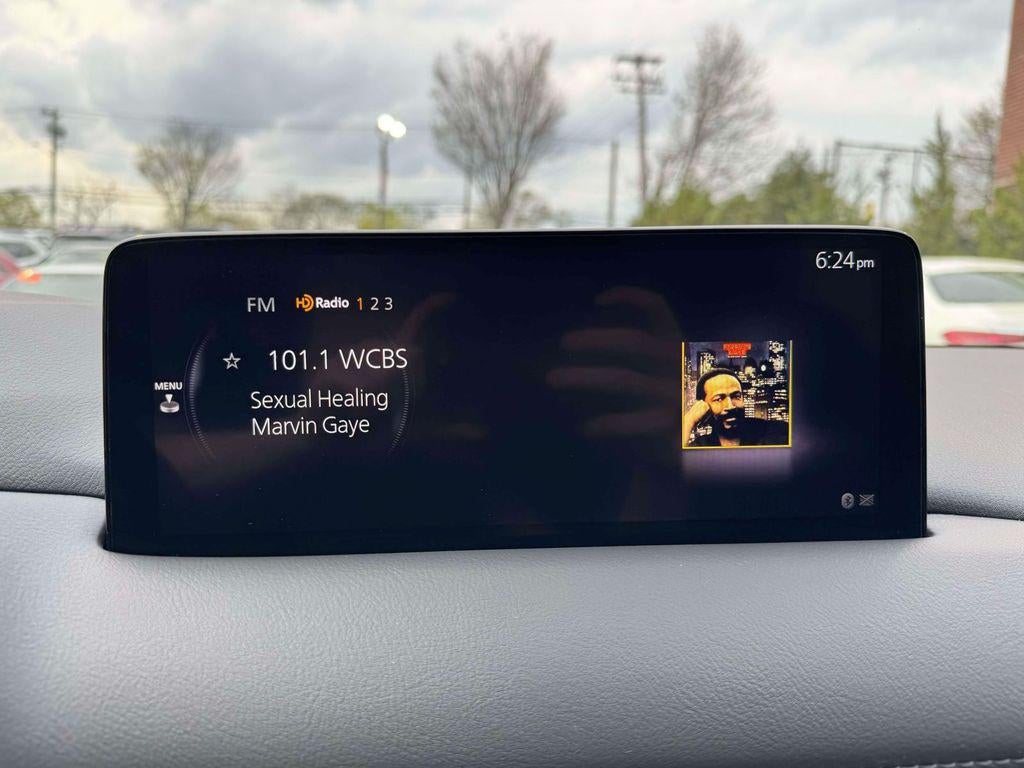 6:24pm
FM HD Radio 1 2 3
101.1 WCBS
MENU
Sexual Healing
Marvin Gaye